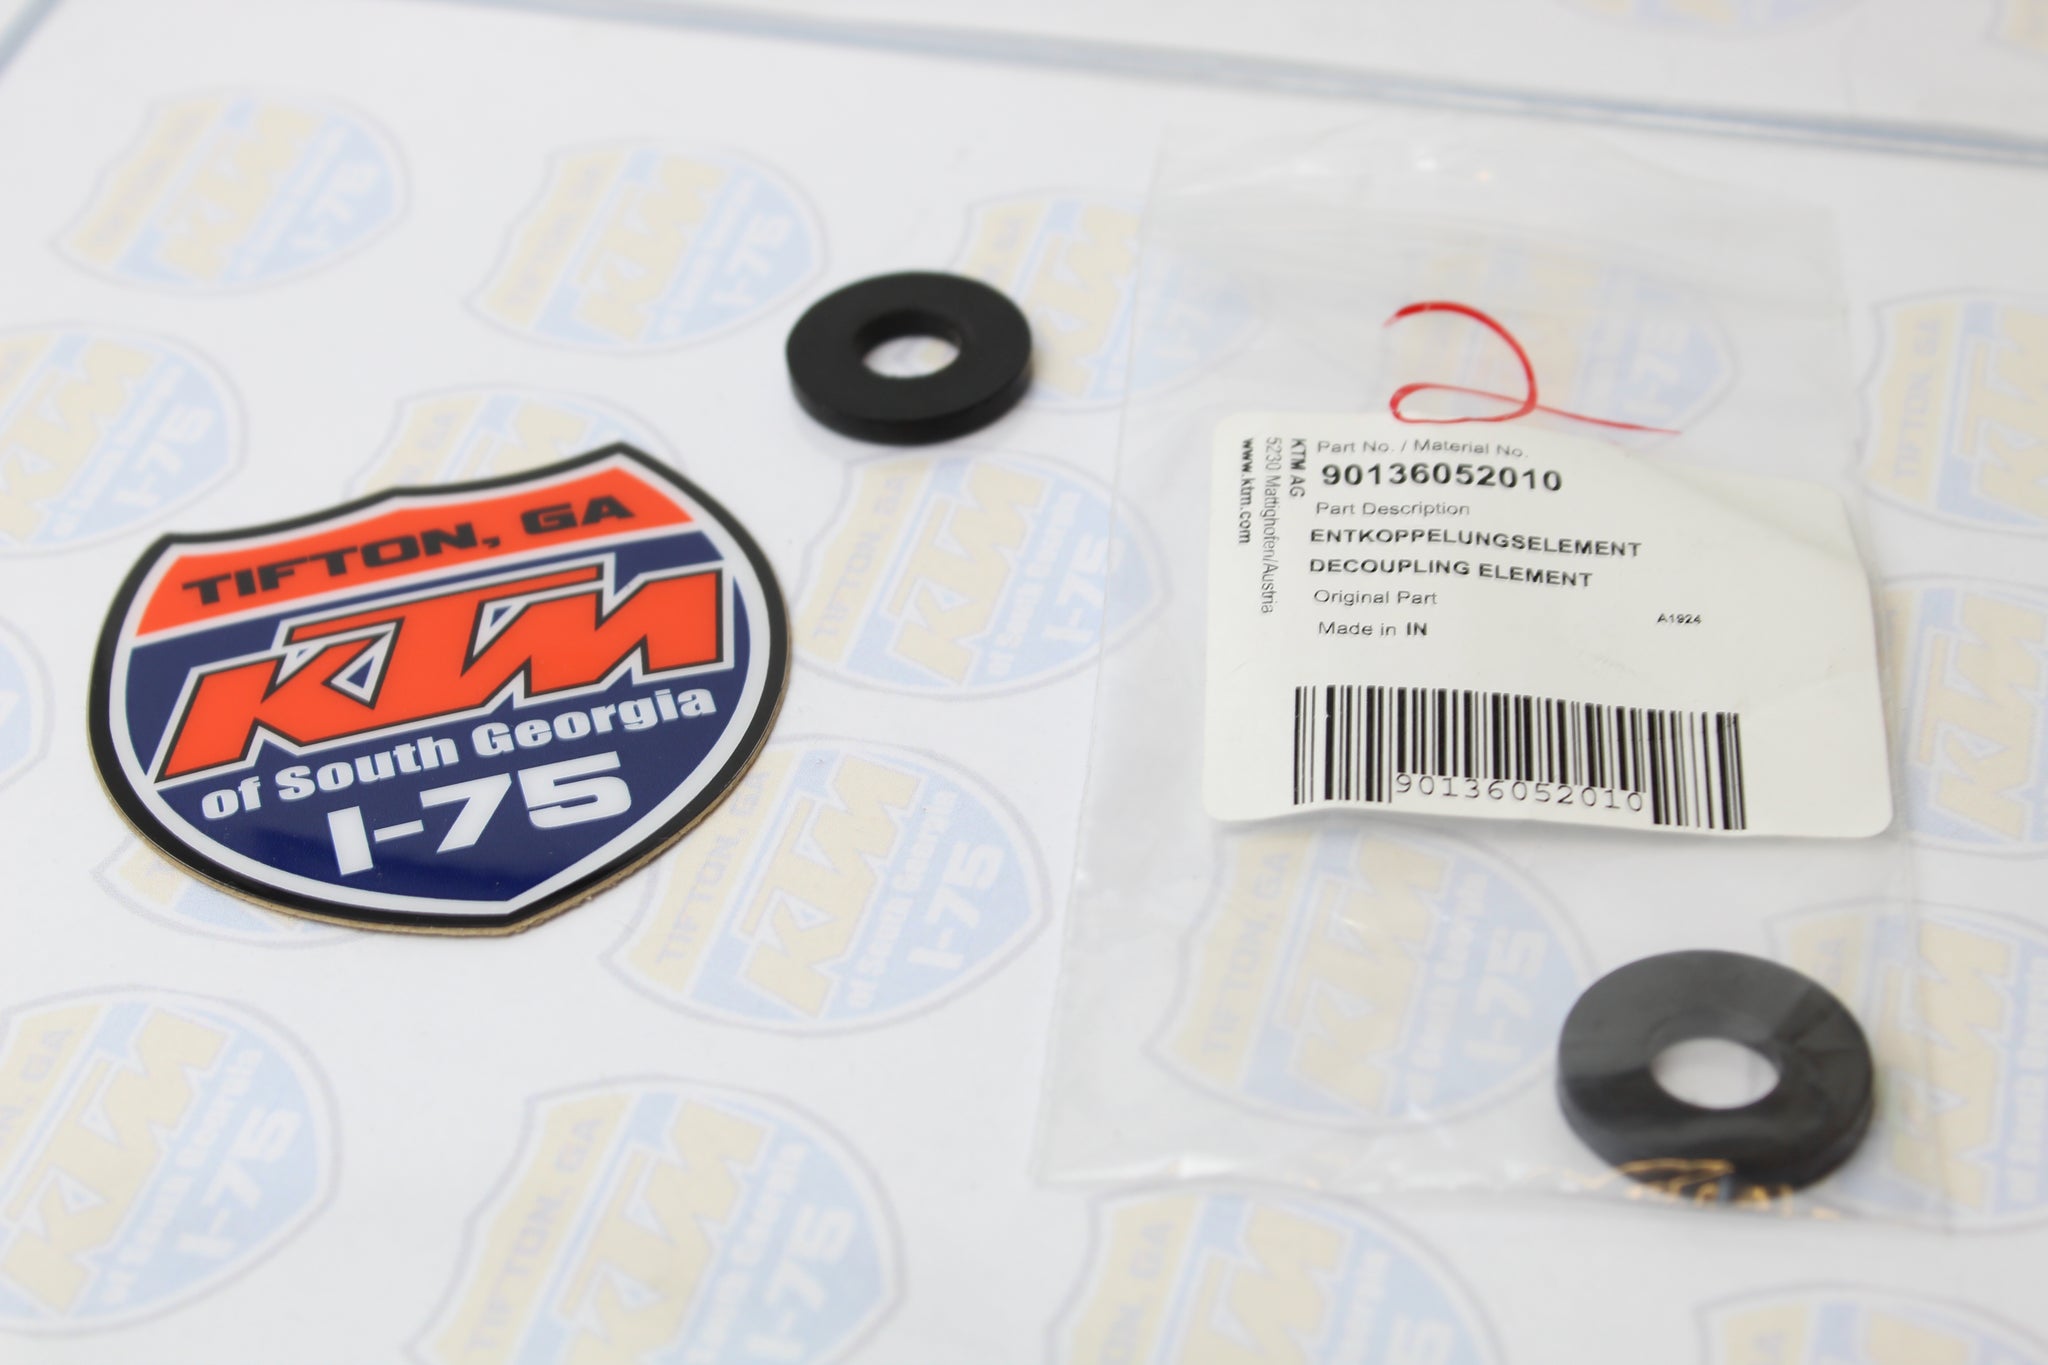 TIFTON, GA
KTM
of South Georgia
I-75
2
Part No. / Material No.
90136052010
Part Description
ENTKOPPELUNGSELEMENT
DECOUPLING ELEMENT
Original Part
A1924
Made in IN
90136052010
KTM AG
5230 Mattighofen/Austria
www.ktm.com